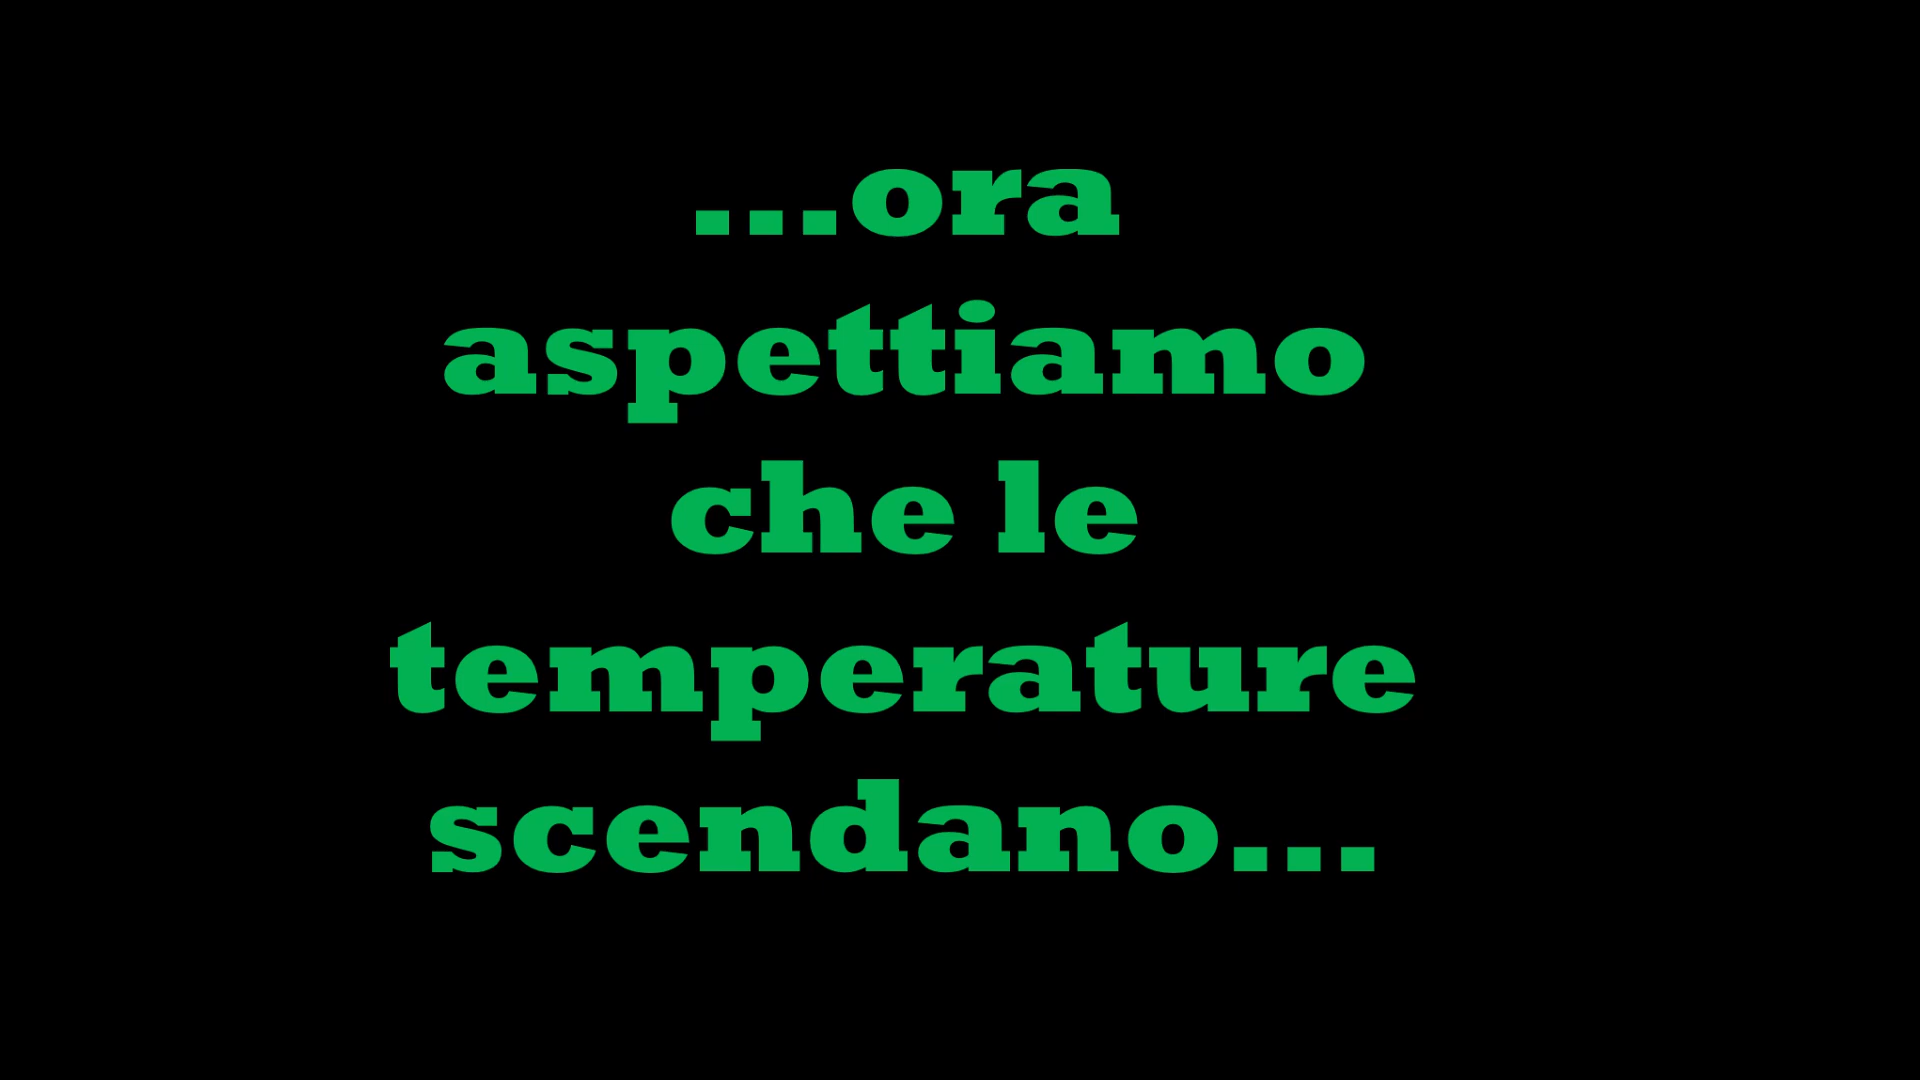 ...ora
aspettiamo
che le
temperature
scendano...